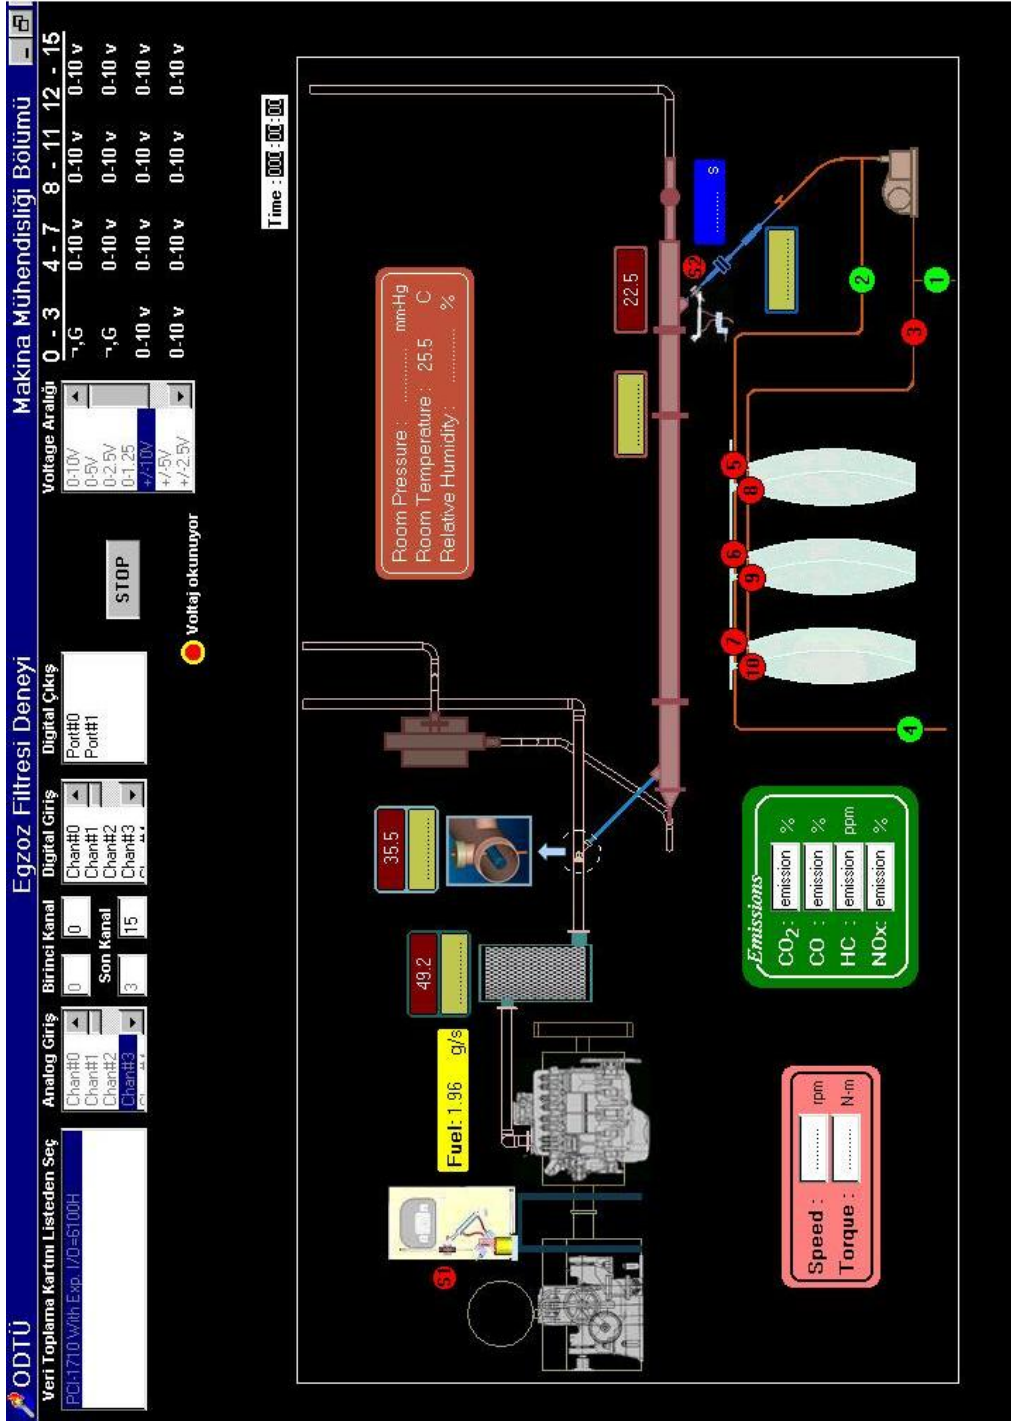 ODTÜ Egzoz Filtresi Deneyi Makina Mühendisliği Bölümü
Veri Toplama Kartını Listeden Seç
PCI-1710 With Exp. I/O=6100H
Analog Giriş
Chan#0
Chan#1
Chan#2
Chan#3
Birinci Kanal
0 0
Son Kanal
3 15
Digital Giriş
Chan#0
Chan#1
Chan#2
Chan#3
Digital Çıkış
Port#0
Port#1
STOP
Voltaj okunuyor
Voltage Aralığı
0-10V
0-5V
0-2.5V
0-1.25
+/-10V
+/-5V
+/-2.5V
0 - 3 4 - 7 8 - 11 12 - 15
¬,G 0-10 v 0-10 v 0-10 v
¬,G 0-10 v 0-10 v 0-10 v
0-10 v 0-10 v 0-10 v 0-10 v
0-10 v 0-10 v 0-10 v 0-10 v
Time : 000:00:00
Room Pressure : .......... mm-Hg
Room Temperature : 25.5 C
Relative Humidity : .......... %
S1
Fuel: 1.96 g/s
49.2
..........
35.5
..........
..........
22.5
S2
.......... s
..........
Speed : .......... rpm
Torque : .......... N-m
Emissions
CO2 : emission %
CO : emission %
HC : emission ppm
NOx: emission %
7
10
6
9
5
8
4
3
2
1